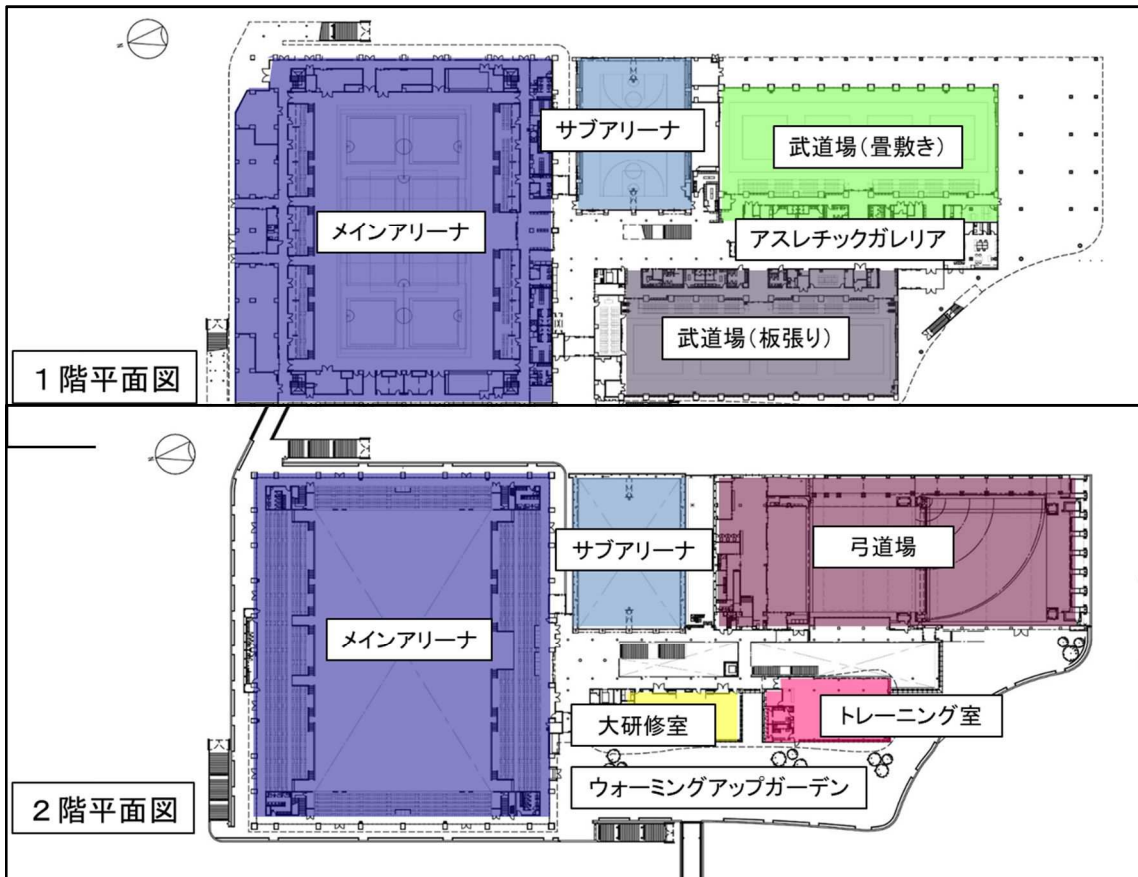 N
サブアリーナ
武道場(畳敷き)
メインアリーナ
アスレチックガレリア
武道場(板張り)
1階平面図
N
サブアリーナ
弓道場
メインアリーナ
大研修室
トレーニング室
ウォーミングアップガーデン
2階平面図